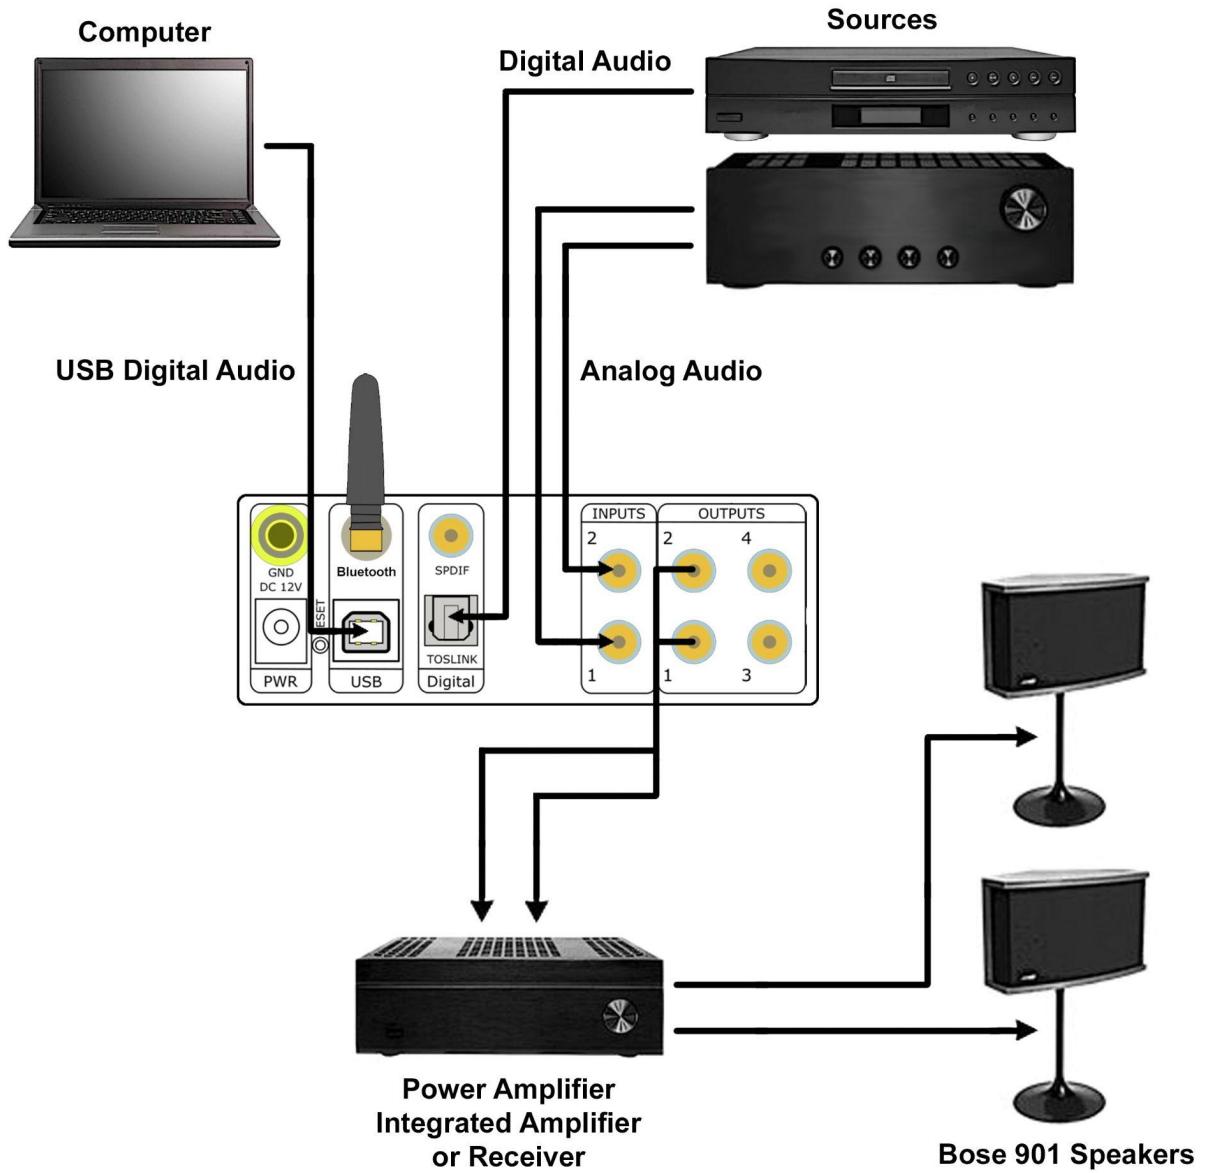 Computer
Sources
Digital Audio
USB Digital Audio
Analog Audio
GND
DC 12V
PWR
Bluetooth
USB
SPDIF
TOSLINK
Digital
INPUTS
2
1
OUTPUTS
2
4
1
3
Power Amplifier
Integrated Amplifier
or Receiver
Bose 901 Speakers